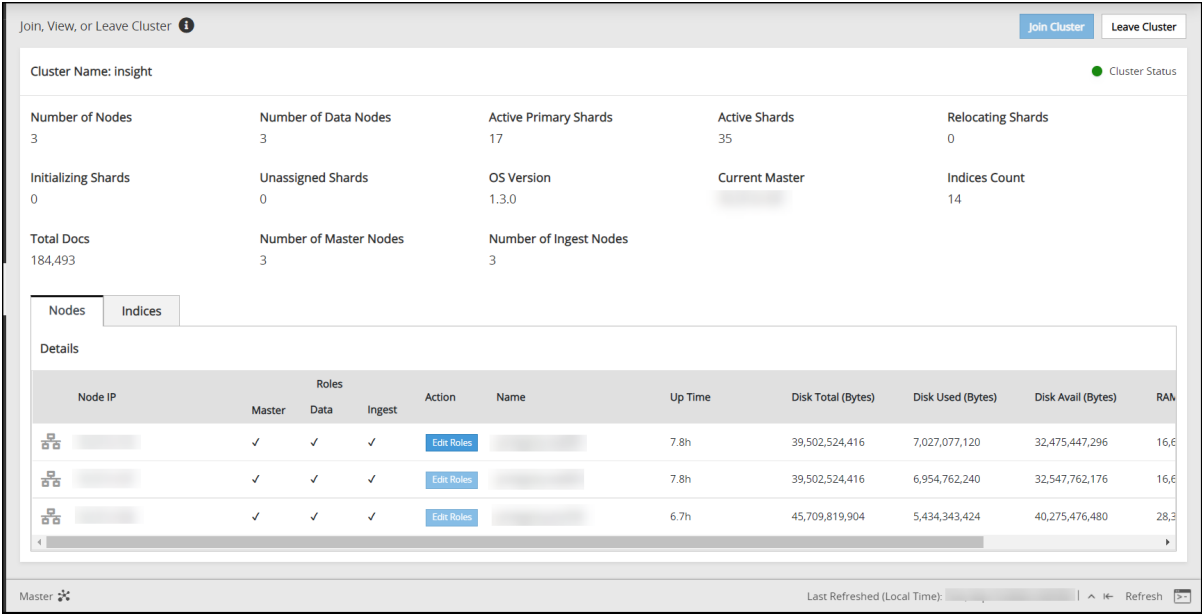 Join, View, or Leave Cluster
Join Cluster Leave Cluster
Cluster Name: insight Cluster Status
Number of Nodes Number of Data Nodes Active Primary Shards Active Shards Relocating Shards
3 3 17 35 0
Initializing Shards Unassigned Shards OS Version Current Master Indices Count
0 0 1.3.0 14
Total Docs Number of Master Nodes Number of Ingest Nodes
184,493 3 3
Nodes Indices
Details
Roles
Node IP Action Name Up Time Disk Total (Bytes) Disk Used (Bytes) Disk Avail (Bytes) RAM
Master Data Ingest
✓ ✓ ✓ Edit Roles 7.8h 39,502,524,416 7,027,077,120 32,475,447,296 16,6
✓ ✓ ✓ Edit Roles 7.8h 39,502,524,416 6,954,762,240 32,547,762,176 16,6
✓ ✓ ✓ Edit Roles 6.7h 45,709,819,904 5,434,343,424 40,275,476,480 28,3
Master Last Refreshed (Local Time): Refresh